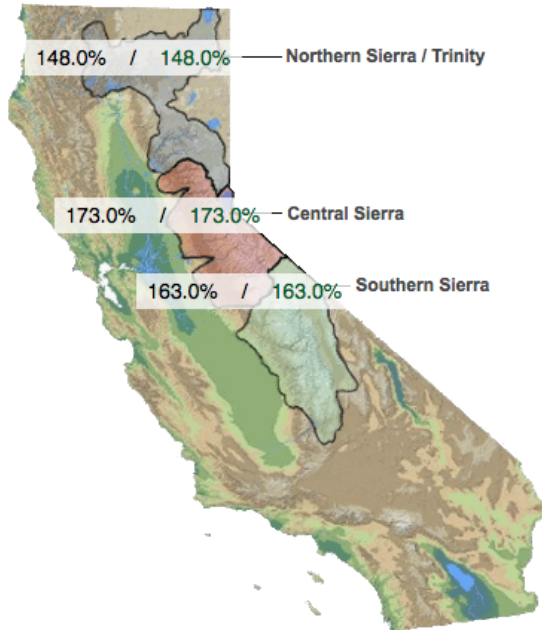 148.0% / 148.0% Northern Sierra / Trinity
173.0% / 173.0% Central Sierra
163.0% / 163.0% Southern Sierra